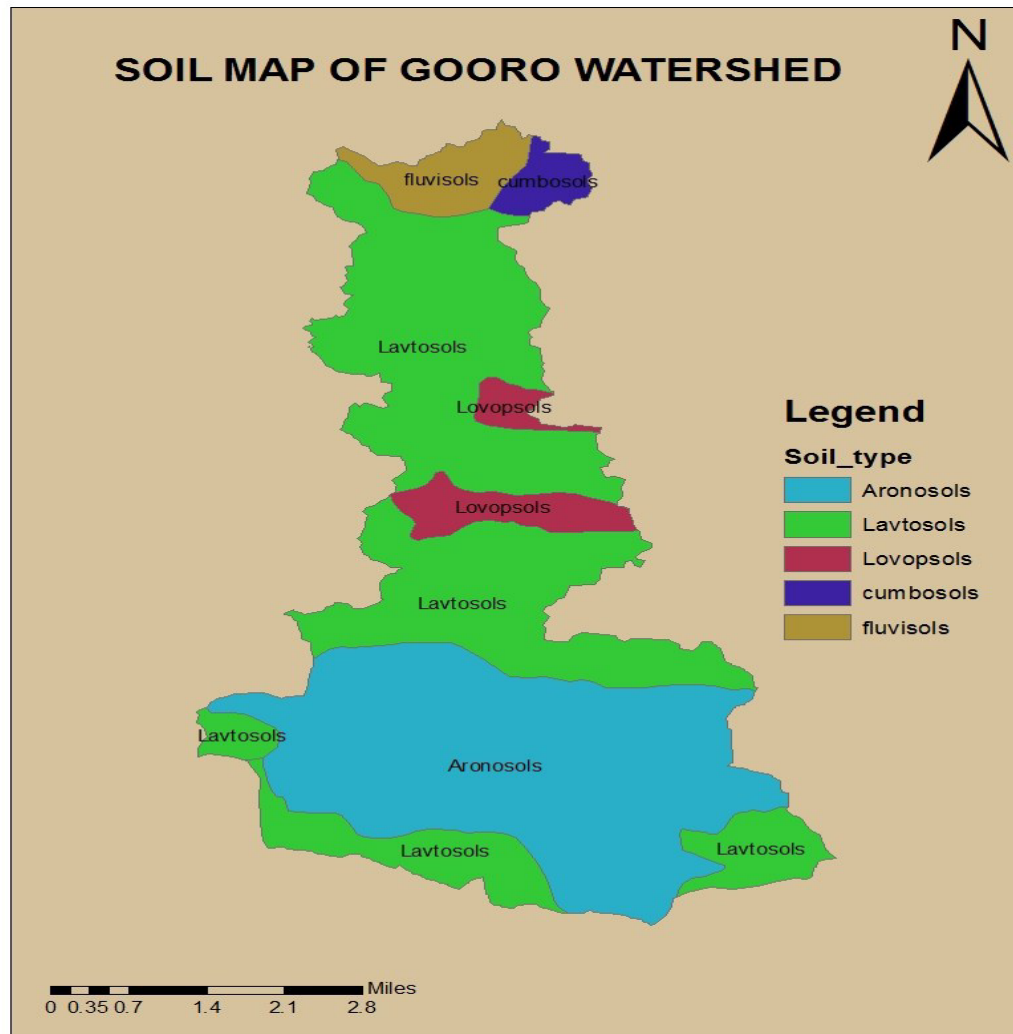 N
SOIL MAP OF GOORO WATERSHED
fluvisols
cumbosols
Lavtosols
Lovopsols
Lovopsols
Lavtosols
Lavtosols
Aronosols
Lavtosols
Lavtosols
Legend
Soil_type
Aronosols
Lavtosols
Lovopsols
cumbosols
fluvisols
Miles
0 0.35 0.7 1.4 2.1 2.8